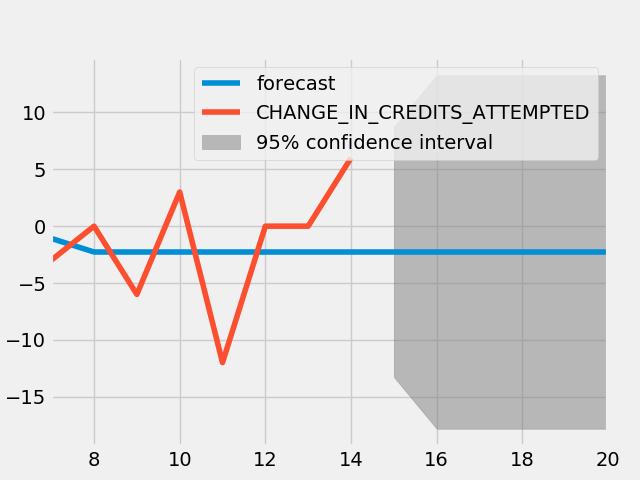 forecast
CHANGE_IN_CREDITS_ATTEMPTED
95% confidence interval
10
5
0
−5
−10
−15
8 10 12 14 16 18 20